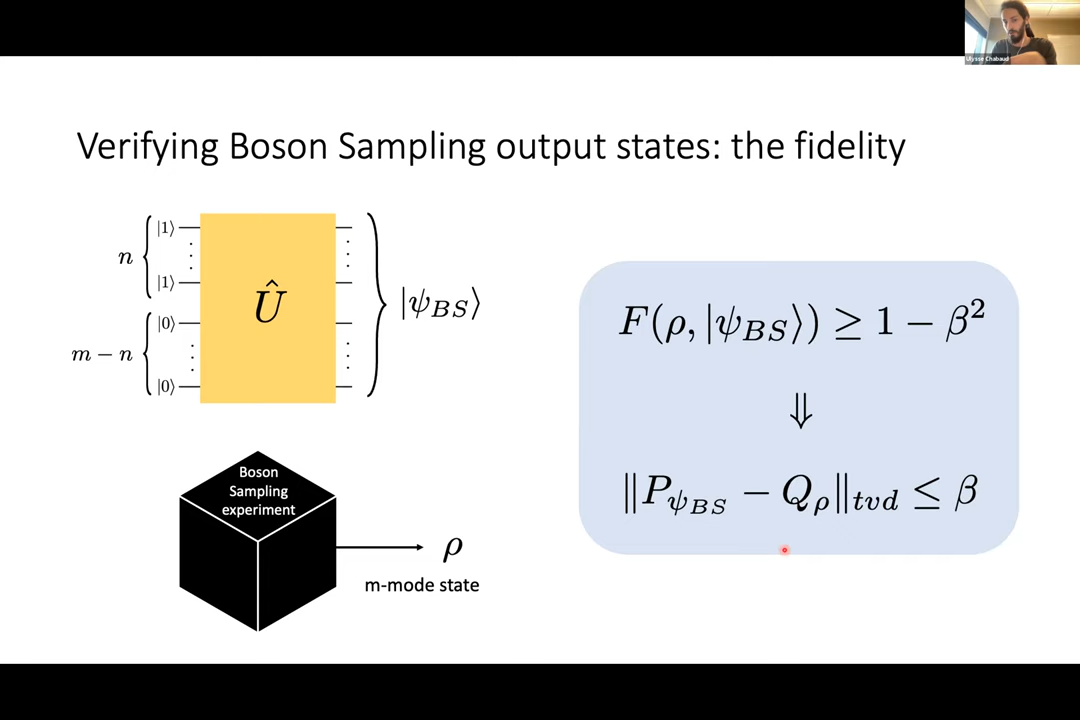 Ulysse Chabaud
Verifying Boson Sampling output states: the fidelity
n
|1⟩
|1⟩
m − n
|0⟩
|0⟩
Û
|ψ_BS⟩
Boson
Sampling
experiment
ρ
m-mode state
F(ρ, |ψ_BS⟩) ≥ 1 − β²
⇓
‖P_ψ_BS − Q_ρ‖_tvd ≤ β